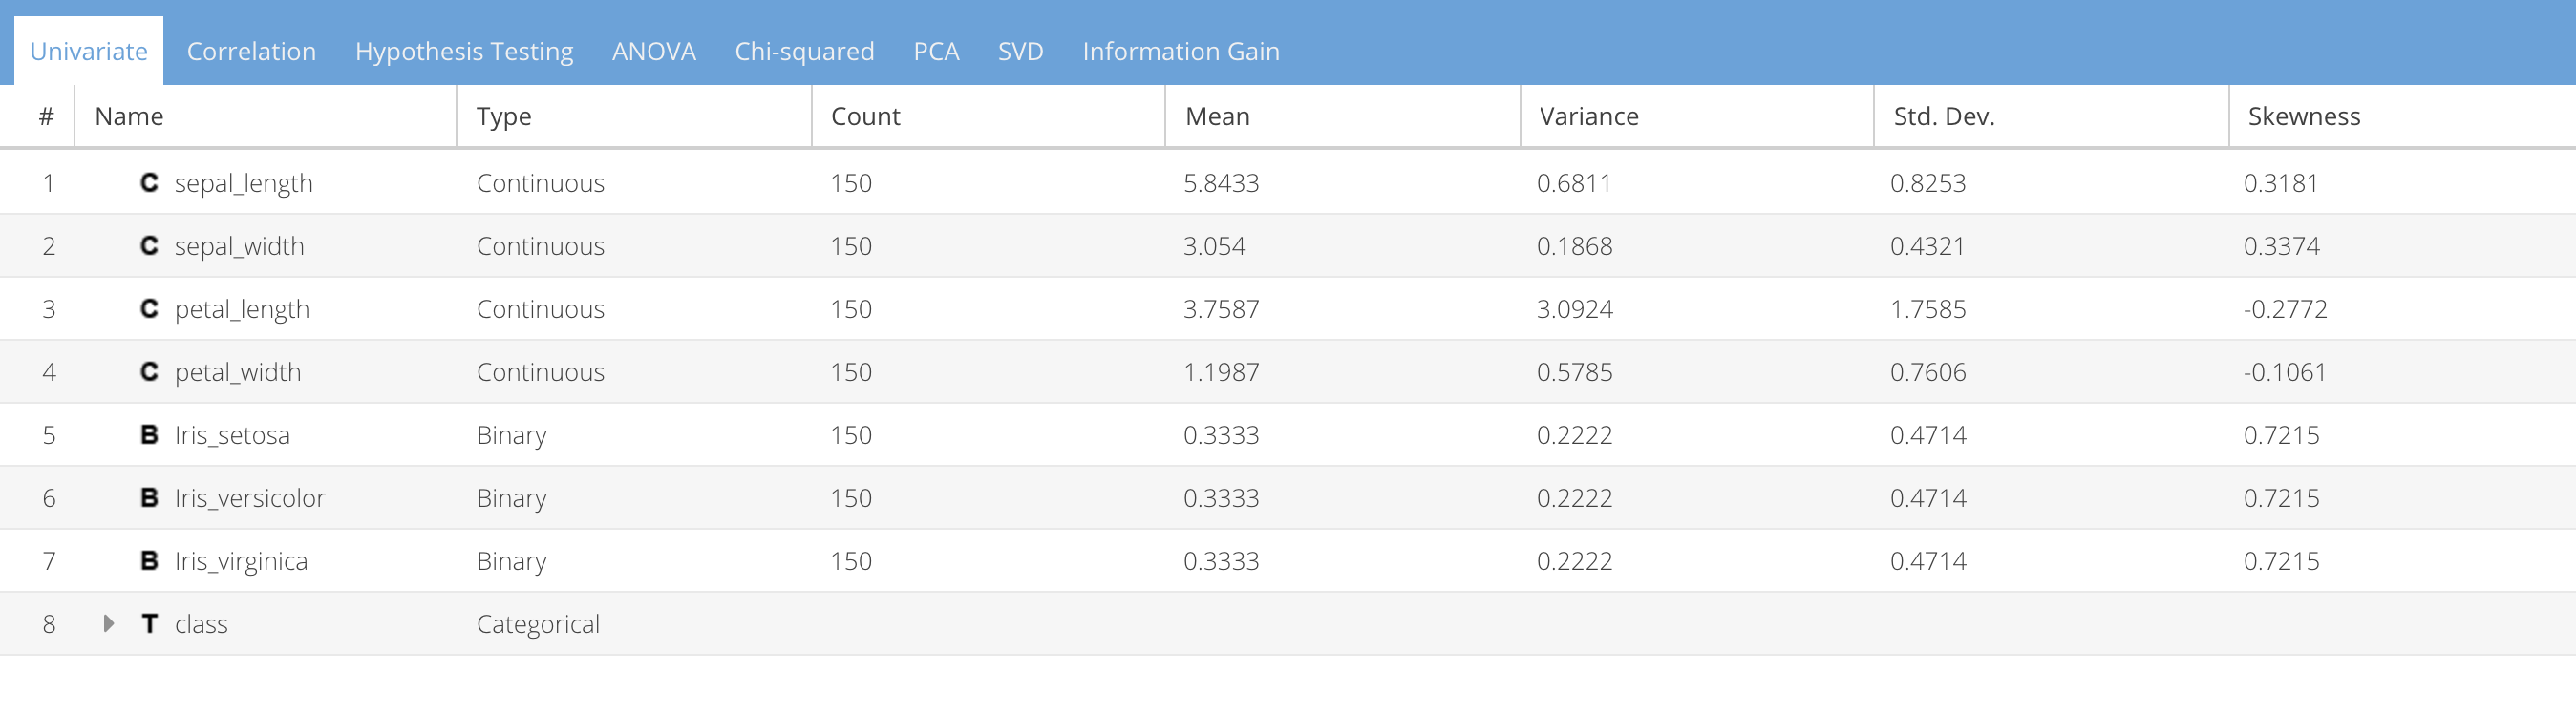 Univariate Correlation Hypothesis Testing ANOVA Chi-squared PCA SVD Information Gain
# Name Type Count Mean Variance Std. Dev. Skewness
1 C sepal_length Continuous 150 5.8433 0.6811 0.8253 0.3181
2 C sepal_width Continuous 150 3.054 0.1868 0.4321 0.3374
3 C petal_length Continuous 150 3.7587 3.0924 1.7585 -0.2772
4 C petal_width Continuous 150 1.1987 0.5785 0.7606 -0.1061
5 B Iris_setosa Binary 150 0.3333 0.2222 0.4714 0.7215
6 B Iris_versicolor Binary 150 0.3333 0.2222 0.4714 0.7215
7 B Iris_virginica Binary 150 0.3333 0.2222 0.4714 0.7215
8 T class Categorical